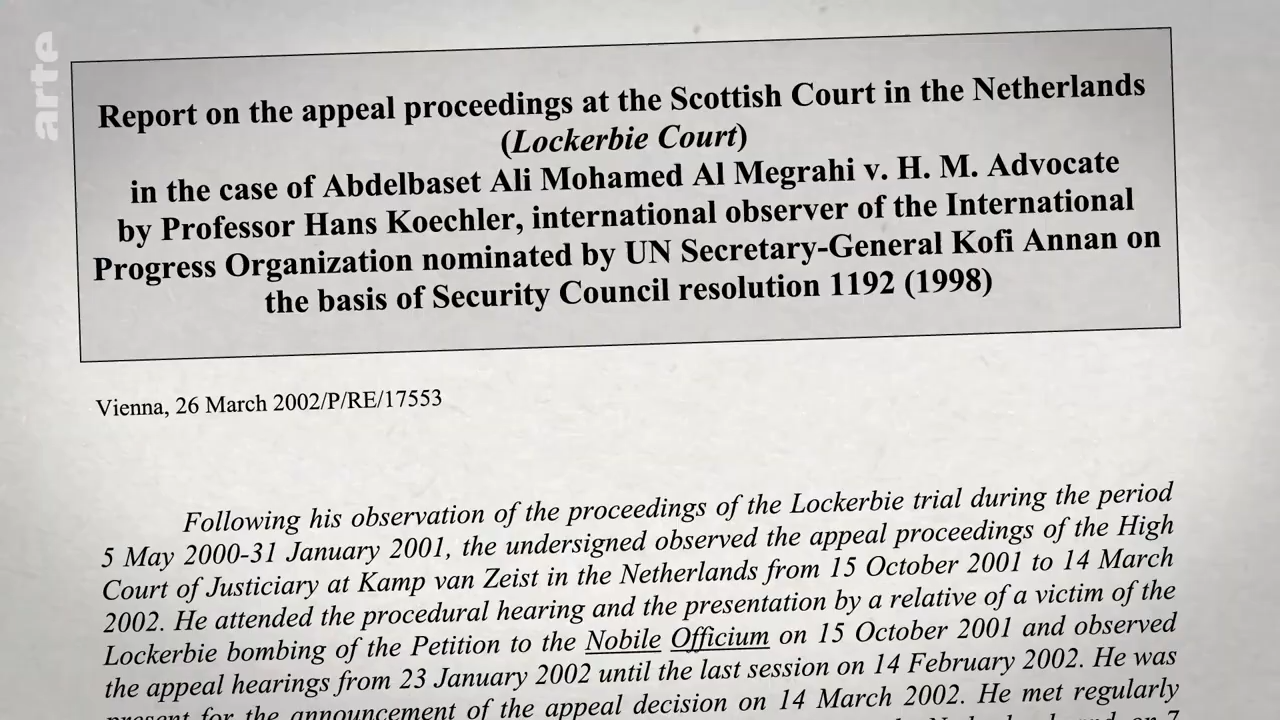 arte
Report on the appeal proceedings at the Scottish Court in the Netherlands
(Lockerbie Court)
in the case of Abdelbaset Ali Mohamed Al Megrahi v. H. M. Advocate
by Professor Hans Koechler, international observer of the International
Progress Organization nominated by UN Secretary-General Kofi Annan on
the basis of Security Council resolution 1192 (1998)
Vienna, 26 March 2002/P/RE/17553
Following his observation of the proceedings of the Lockerbie trial during the period
5 May 2000-31 January 2001, the undersigned observed the appeal proceedings of the High
Court of Justiciary at Kamp van Zeist in the Netherlands from 15 October 2001 to 14 March
2002. He attended the procedural hearing and the presentation by a relative of a victim of the
Lockerbie bombing of the Petition to the Nobile Officium on 15 October 2001 and observed
the appeal hearings from 23 January 2002 until the last session on 14 February 2002. He was
present for the announcement of the appeal decision on 14 March 2002. He met regularly